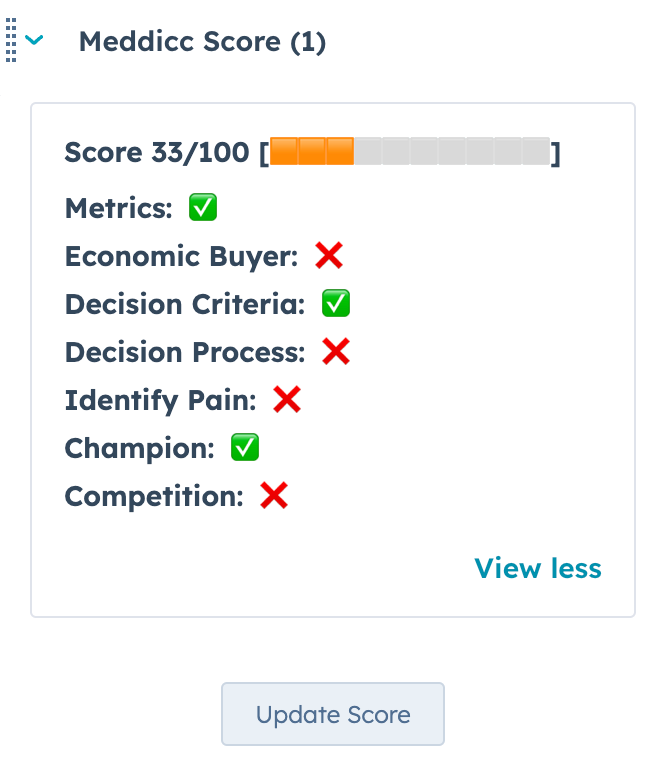 Meddicc Score (1)
Score 33/100 [🟧🟧🟧⬜⬜⬜⬜⬜⬜⬜]
Metrics: ✅
Economic Buyer: ❌
Decision Criteria: ✅
Decision Process: ❌
Identify Pain: ❌
Champion: ✅
Competition: ❌
View less
Update Score